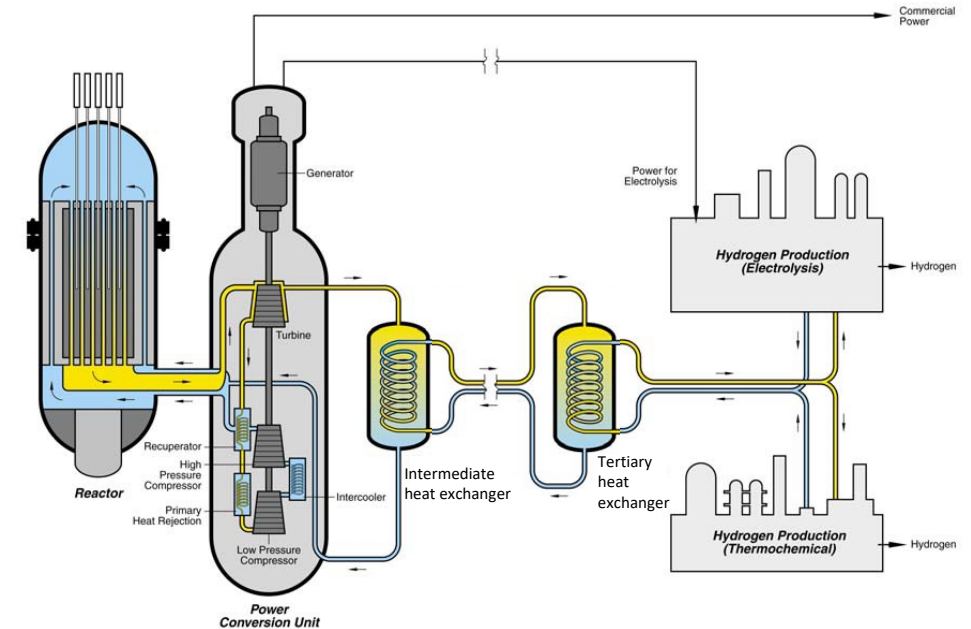 Commercial
Power
Generator
Power for
Electrolysis
Hydrogen Production
(Electrolysis)
Hydrogen
Turbine
Recuperator
High
Pressure
Compressor
Intercooler
Primary
Heat Rejection
Low Pressure
Compressor
Reactor
Power
Conversion Unit
Intermediate
heat exchanger
Tertiary
heat
exchanger
Hydrogen Production
(Thermochemical)
Hydrogen